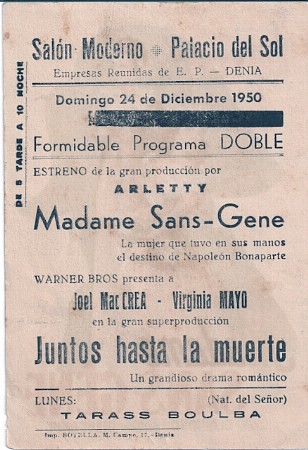 Salón Moderno Palacio del Sol
Empresas Reunidas de E. P. — DENIA
Domingo 24 de Diciembre 1950
DE 5 TARDE A 10 NOCHE
Formidable Programa DOBLE
ESTRENO de la gran producción por
ARLETTY
Madame Sans-Gene
La mujer que tuvo en sus manos
el destino de Napoleón Bonaparte
WARNER BROS presenta a
Joel MacCREA - Virginia MAYO
en la gran superproducción
Juntos hasta la muerte
Un grandioso drama romántico
LUNES: (Nat. del Señor)
TARASS BOULBA
Imp. BOTELLA. M. Campos, - Denia